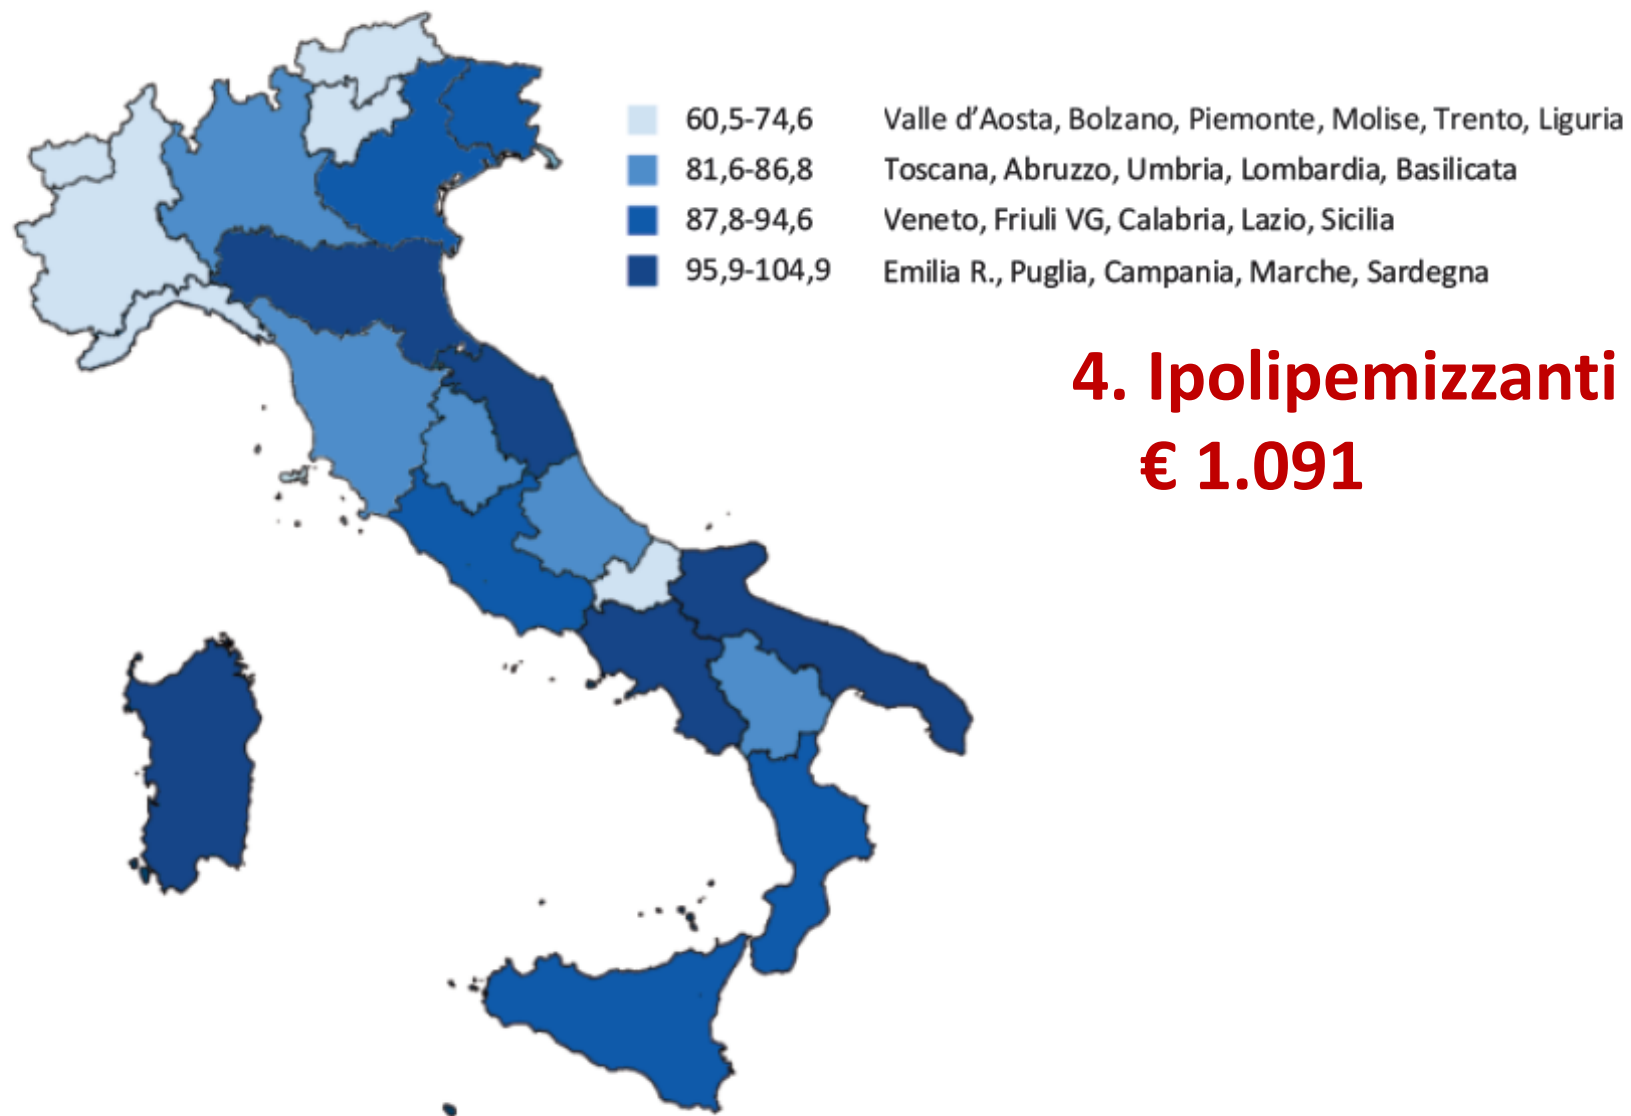 60,5-74,6 Valle d’Aosta, Bolzano, Piemonte, Molise, Trento, Liguria
81,6-86,8 Toscana, Abruzzo, Umbria, Lombardia, Basilicata
87,8-94,6 Veneto, Friuli VG, Calabria, Lazio, Sicilia
95,9-104,9 Emilia R., Puglia, Campania, Marche, Sardegna
4. Ipolipemizzanti
€ 1.091